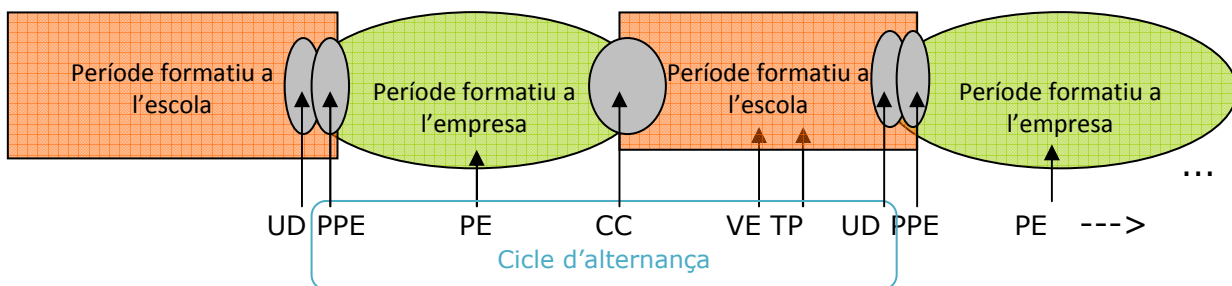 Període formatiu a
l’escola
Període formatiu a
l’empresa
Període formatiu a
l’escola
Període formatiu a
l’empresa
...
UD PPE PE CC VE TP UD PPE PE --->
Cicle d’alternança